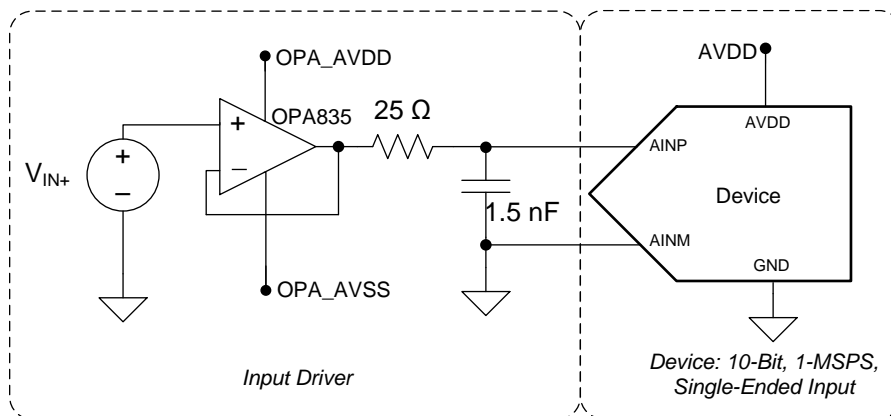 OPA_AVDD
AVDD
OPA835
25 Ω
+
AVDD
AINP
+
−
VIN+
−
1.5 nF
Device
AINM
GND
OPA_AVSS
Input Driver
Device: 10-Bit, 1-MSPS,
Single-Ended Input